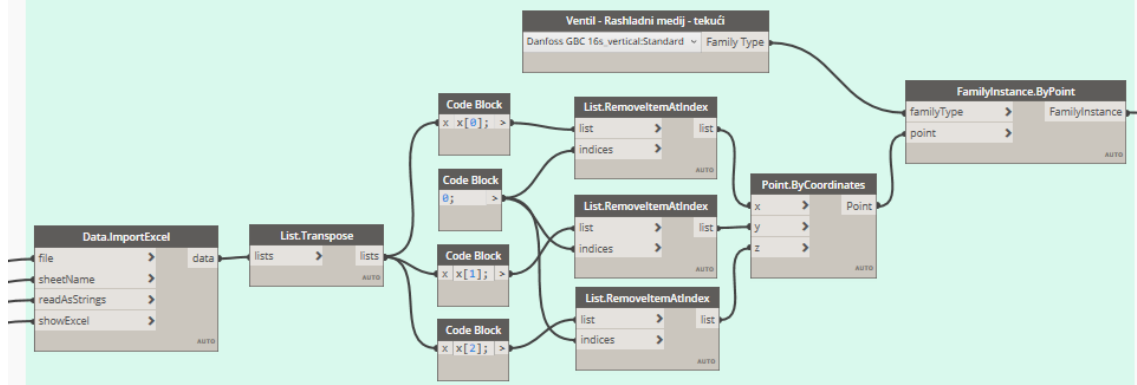 Ventil - Rashladni medij - tekući
Danfoss GBC 16s_vertical:Standard Family Type
FamilyInstance.ByPoint
familyType > FamilyInstance
point >
AUTO
Code Block
x x[0]; >
List.RemoveItemAtIndex
list > list
indices >
AUTO
Code Block
0; >
Point.ByCoordinates
x > Point
y >
z >
AUTO
List.RemoveItemAtIndex
list > list
indices >
AUTO
Data.ImportExcel
file > data
sheetName >
readAsStrings >
showExcel >
AUTO
List.Transpose
lists > lists
AUTO
Code Block
x x[1]; >
List.RemoveItemAtIndex
list > list
indices >
AUTO
Code Block
x x[2]; >